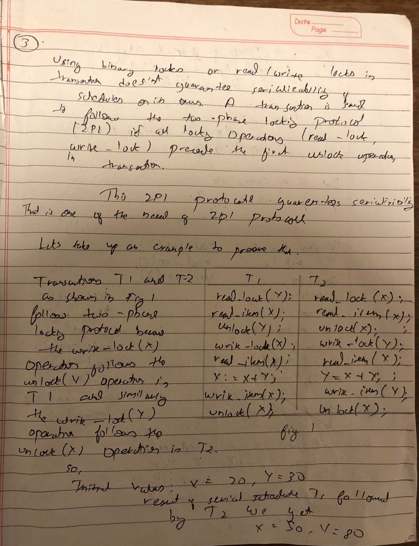 Date
Page
3
Using binary locks or read/write locks in
transaction doesn't guarantee serializability of
schedules on its own. A transaction is said
to follow the two-phase locking protocol
(2Pl) if all locking operations (read-lock,
write-lock) precede the first unlock operation
in transaction.
This 2Pl protocols guarentees serializility
That is one of the need of 2pl protocol
Lets take up an example to proove the.
Transactions T1 and T2
as shown in fig 1
follow two-phase
locky protocol becau
the write-lock(X)
Operation follows the
unlock(Y) operation in
T1 and similarly
the write-lock(Y)
operation follows the
unlock(X) operation in T2.
T1
read-lock(Y);
read-item(X);
unlock(Y);
write-lock(X);
read-item(X);
X:=X+Y;
write-item(X);
unlock(X);
T2
read-lock(X);
read-item(X);
unlock(X);
write-lock(Y);
read-item(Y);
Y=X+Y;
write-item(Y)
unlock(Y);
fig 1
So,
Initial values: X = 20, Y=30
result of serial schedule T1 followed
by T2 we get
X=50, Y=80